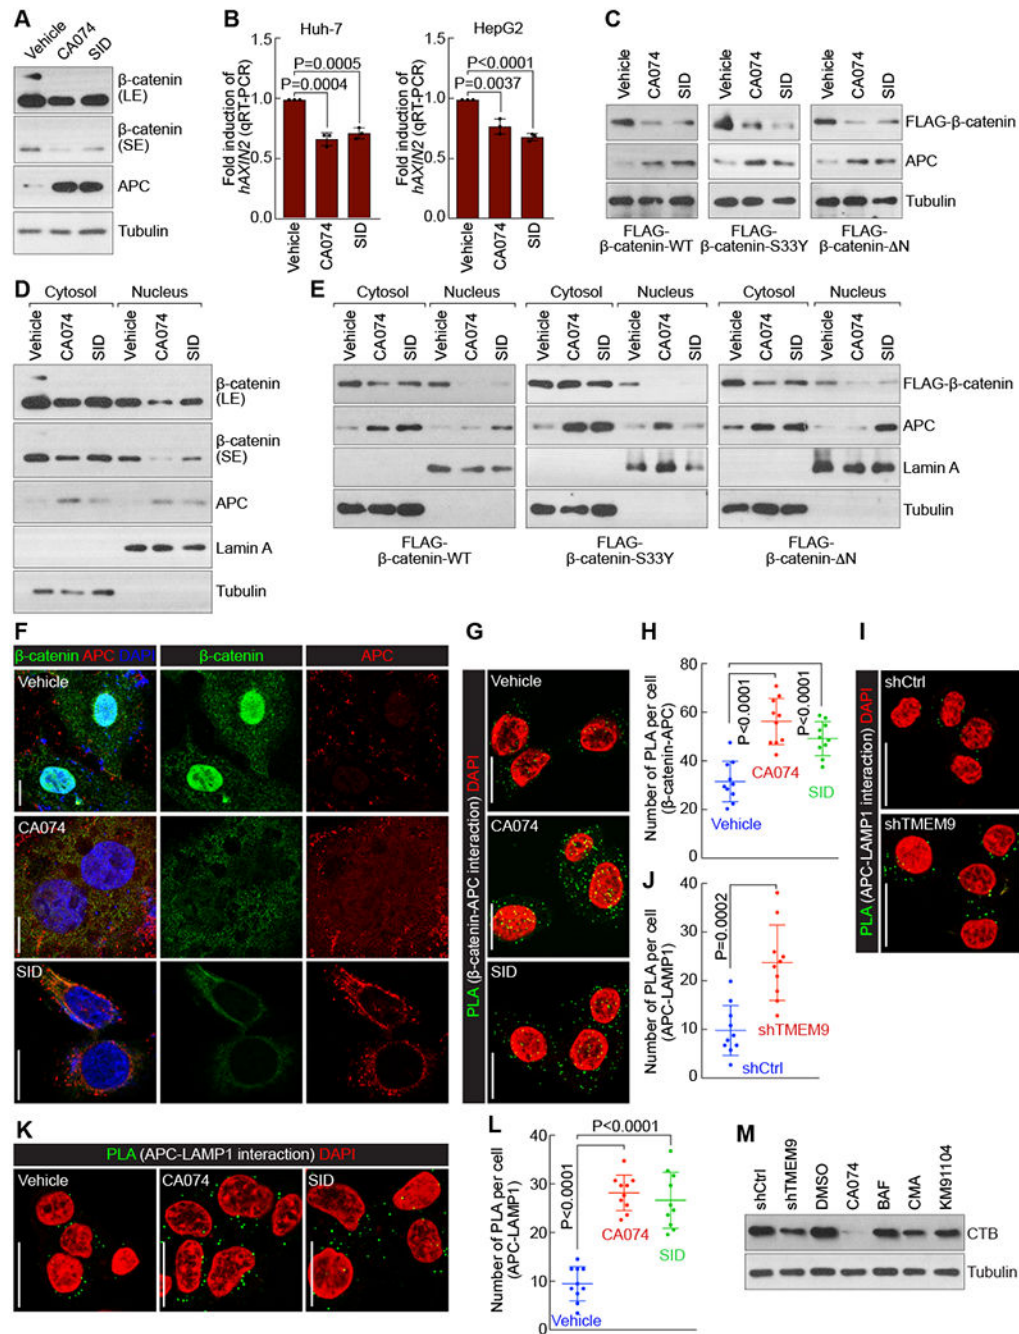 A
Vehicle
CA074
SID
β-catenin
(LE)
β-catenin
(SE)
APC
Tubulin
B
Huh-7
Fold induction of
hAXIN2 (qRT-PCR)
1.5
1.0
0.5
0.0
P=0.0005
P=0.0004
Vehicle
CA074
SID
HepG2
Fold induction of
hAXIN2 (qRT-PCR)
1.5
1.0
0.5
0.0
P<0.0001
P=0.0037
Vehicle
CA074
SID
C
Vehicle
CA074
SID
Vehicle
CA074
SID
Vehicle
CA074
SID
FLAG-β-catenin
APC
Tubulin
FLAG-
β-catenin-WT
FLAG-
β-catenin-S33Y
FLAG-
β-catenin-ΔN
D
Cytosol
Nucleus
Vehicle
CA074
SID
Vehicle
CA074
SID
β-catenin
(LE)
β-catenin
(SE)
APC
Lamin A
Tubulin
E
Cytosol
Nucleus
Cytosol
Nucleus
Cytosol
Nucleus
Vehicle
CA074
SID
Vehicle
CA074
SID
Vehicle
CA074
SID
Vehicle
CA074
SID
Vehicle
CA074
SID
Vehicle
CA074
SID
FLAG-β-catenin
APC
Lamin A
Tubulin
FLAG-
β-catenin-WT
FLAG-
β-catenin-S33Y
FLAG-
β-catenin-ΔN
F
β-catenin APC DAPI
β-catenin
APC
Vehicle
CA074
SID
G
PLA (β-catenin-APC interaction) DAPI
Vehicle
CA074
SID
H
Number of PLA per cell
(β-catenin-APC)
80
60
40
20
0
P<0.0001
P<0.0001
Vehicle
CA074
SID
I
PLA (APC-LAMP1 interaction) DAPI
shCtrl
shTMEM9
J
Number of PLA per cell
(APC-LAMP1)
40
30
20
10
0
P=0.0002
shCtrl
shTMEM9
K
PLA (APC-LAMP1 interaction) DAPI
Vehicle
CA074
SID
L
Number of PLA per cell
(APC-LAMP1)
40
30
20
10
0
P<0.0001
P<0.0001
Vehicle
CA074
SID
M
shCtrl
shTMEM9
DMSO
CA074
BAF
CMA
KM91104
CTB
Tubulin